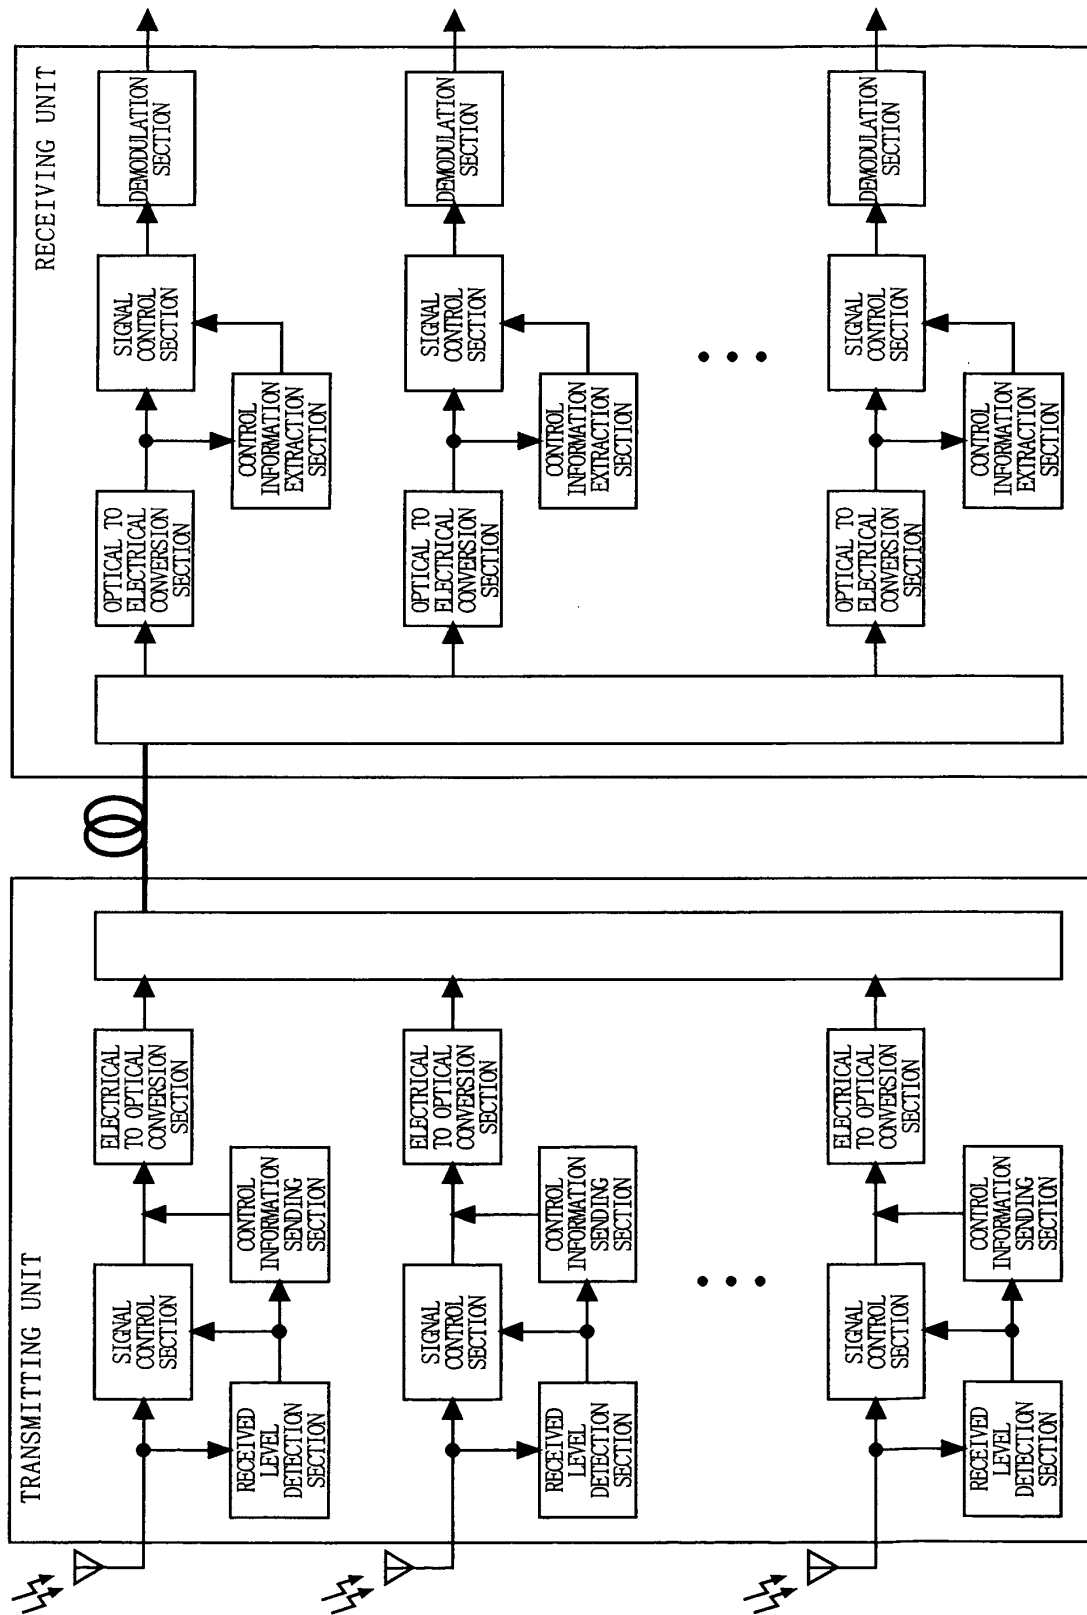 TRANSMITTING UNIT
SIGNAL
CONTROL
SECTION
RECEIVED
LEVEL
DETECTION
SECTION
CONTROL
INFORMATION
SENDING
SECTION
ELECTRICAL
TO OPTICAL
CONVERSION
SECTION
SIGNAL
CONTROL
SECTION
RECEIVED
LEVEL
DETECTION
SECTION
CONTROL
INFORMATION
SENDING
SECTION
ELECTRICAL
TO OPTICAL
CONVERSION
SECTION
SIGNAL
CONTROL
SECTION
RECEIVED
LEVEL
DETECTION
SECTION
CONTROL
INFORMATION
SENDING
SECTION
ELECTRICAL
TO OPTICAL
CONVERSION
SECTION
RECEIVING UNIT
OPTICAL TO
ELECTRICAL
CONVERSION
SECTION
CONTROL
INFORMATION
EXTRACTION
SECTION
SIGNAL
CONTROL
SECTION
DEMODULATION
SECTION
OPTICAL TO
ELECTRICAL
CONVERSION
SECTION
CONTROL
INFORMATION
EXTRACTION
SECTION
SIGNAL
CONTROL
SECTION
DEMODULATION
SECTION
OPTICAL TO
ELECTRICAL
CONVERSION
SECTION
CONTROL
INFORMATION
EXTRACTION
SECTION
SIGNAL
CONTROL
SECTION
DEMODULATION
SECTION